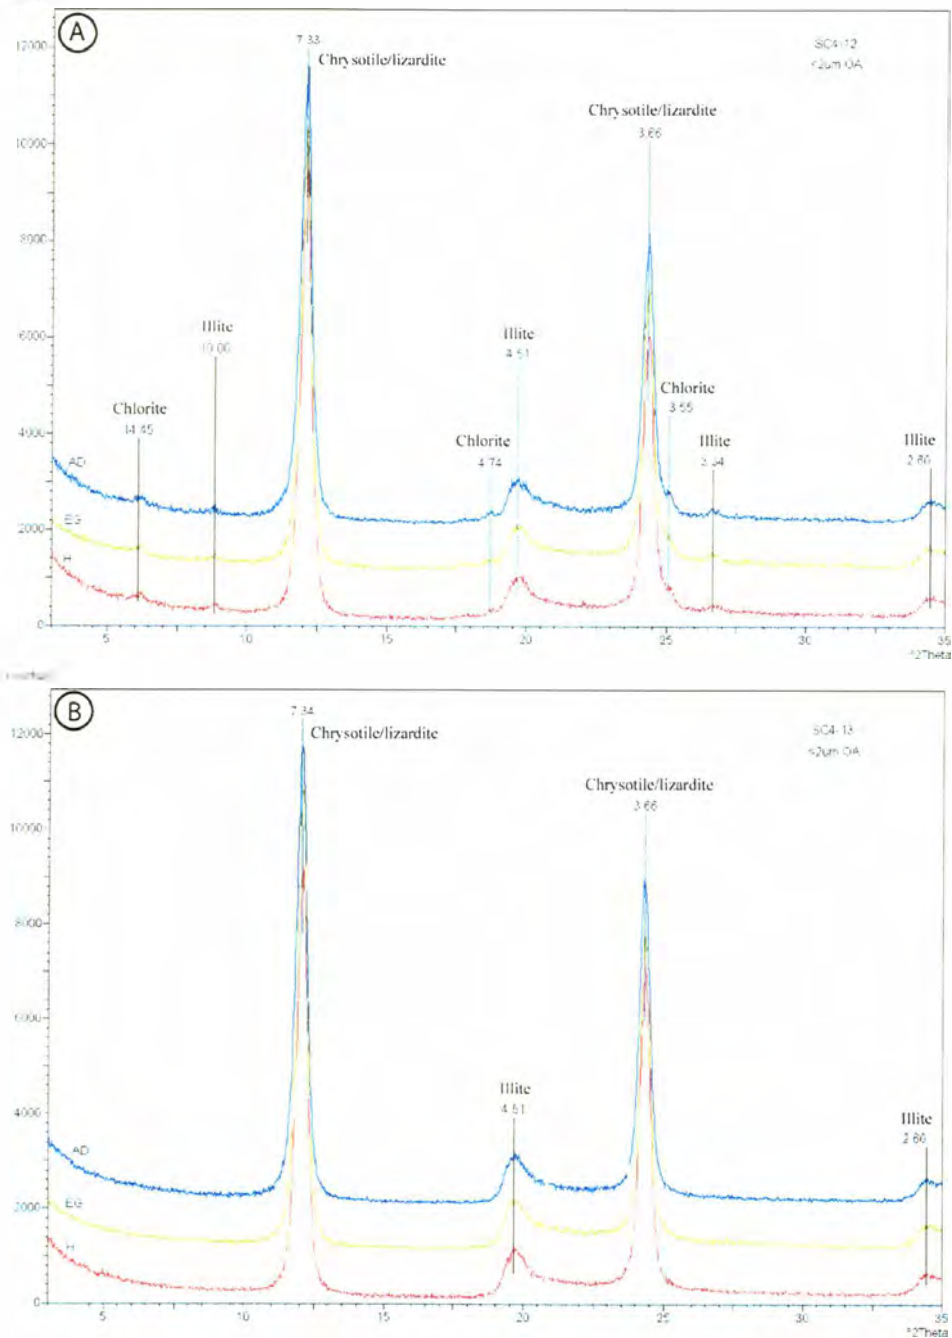 A
7.33
SC4-12
<2µm OA
Chrysotile/lizardite
Chrysotile/lizardite
3.66
12000
10000
8000
6000
4000
2000
0
Illite
10.00
Illite
4.51
Chlorite
14.45
Chlorite
3.55
Chlorite
4.74
Illite
3.34
Illite
2.60
AD
EG
H
5
10
15
20
25
30
35
°2Theta
B
7.34
SC4-13
<2µm OA
Chrysotile/lizardite
Chrysotile/lizardite
3.66
12000
10000
8000
6000
4000
2000
0
Illite
4.51
Illite
2.60
AD
EG
H
5
10
15
20
25
30
35
°2Theta